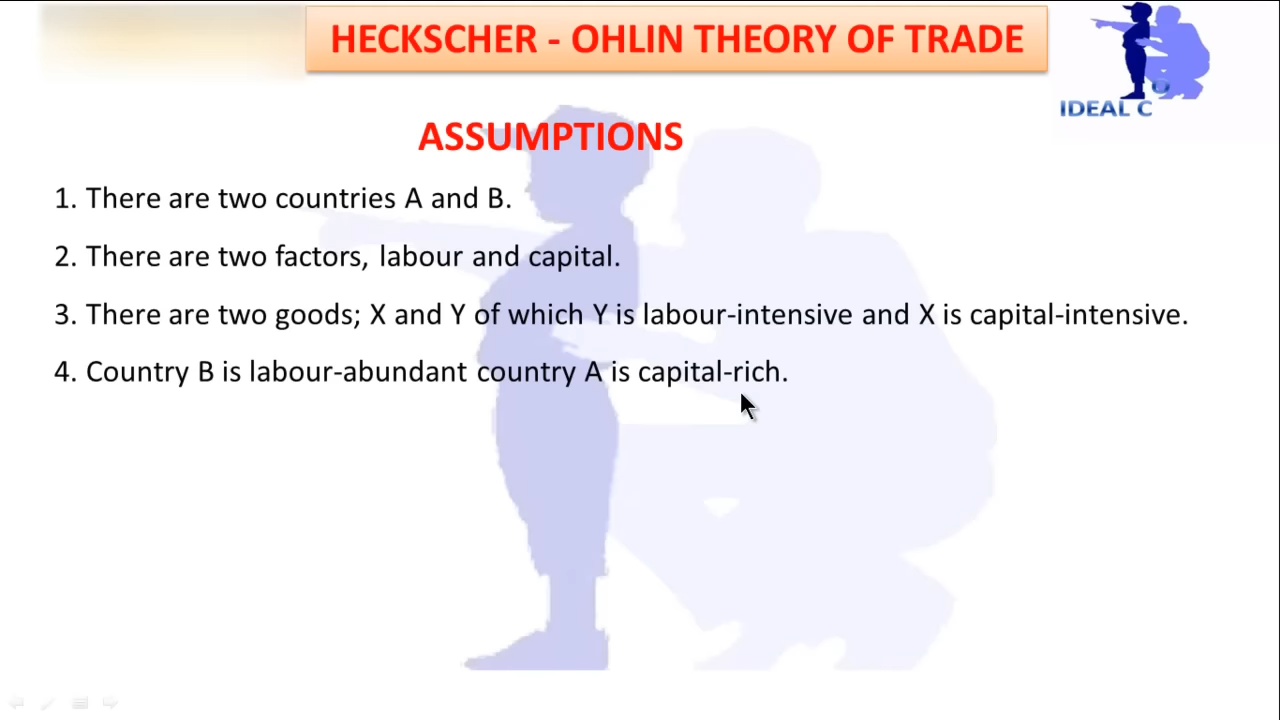 HECKSCHER - OHLIN THEORY OF TRADE
IDEAL C
ASSUMPTIONS
1. There are two countries A and B.
2. There are two factors, labour and capital.
3. There are two goods; X and Y of which Y is labour-intensive and X is capital-intensive.
4. Country B is labour-abundant country A is capital-rich.